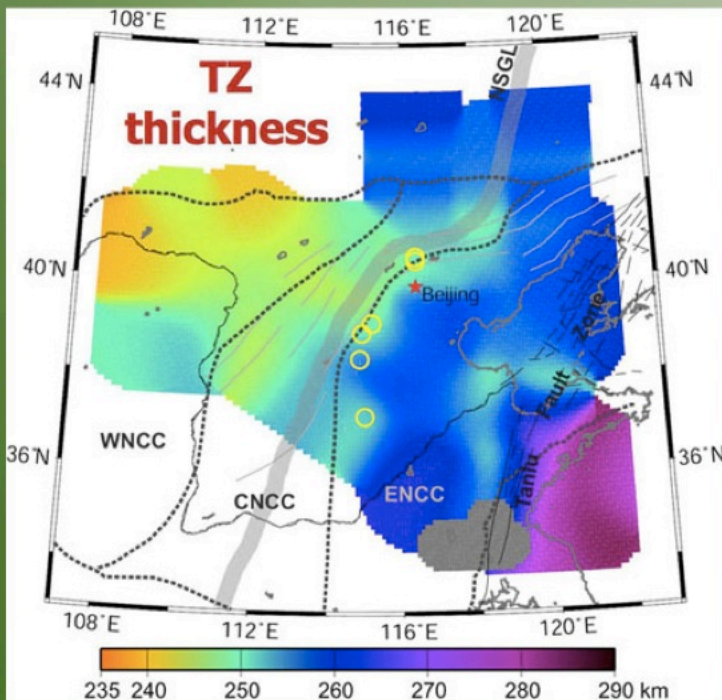 108°E 112°E 116°E 120°E
44°N 44°N
TZ
thickness
NSGL
40°N 40°N
Beijing
Zone
Fault
WNCC
36°N 36°N
CNCC ENCC Tanlu
108°E 112°E 116°E 120°E
235 240 250 260 270 280 290 km